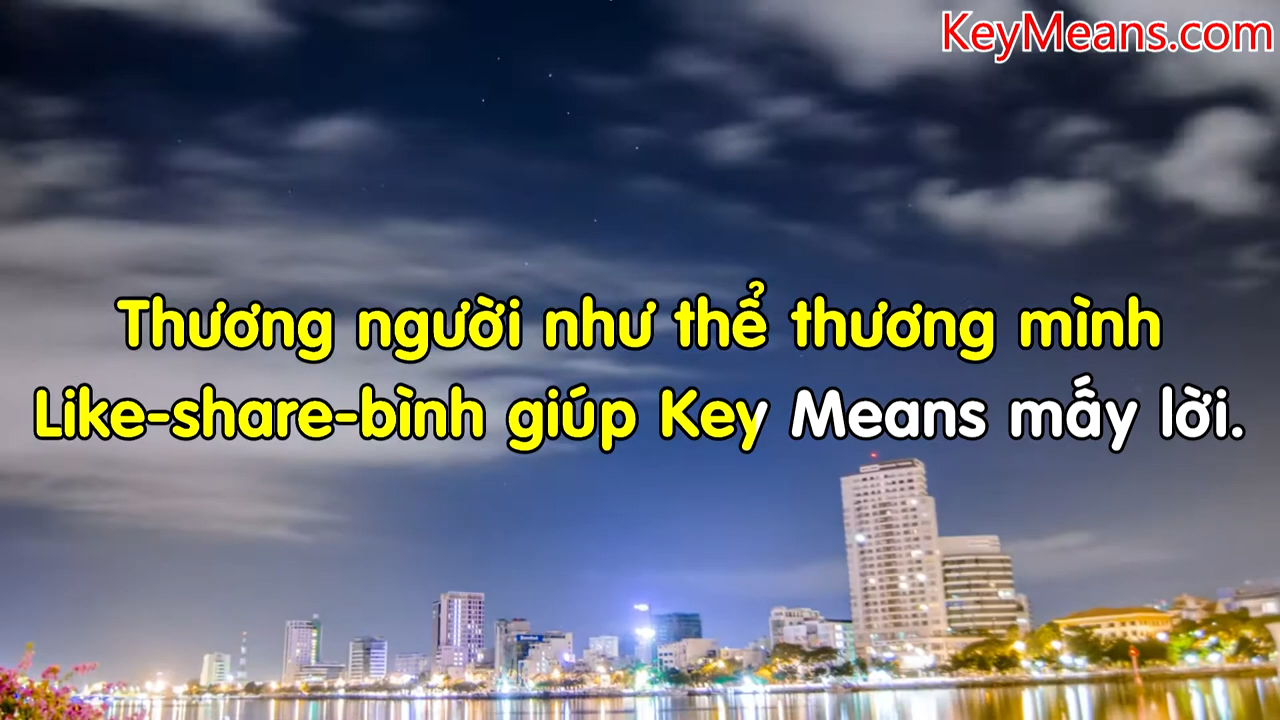 KeyMeans.com
Thương người như thể thương mình
Like-share-bình giúp Key Means mấy lời.